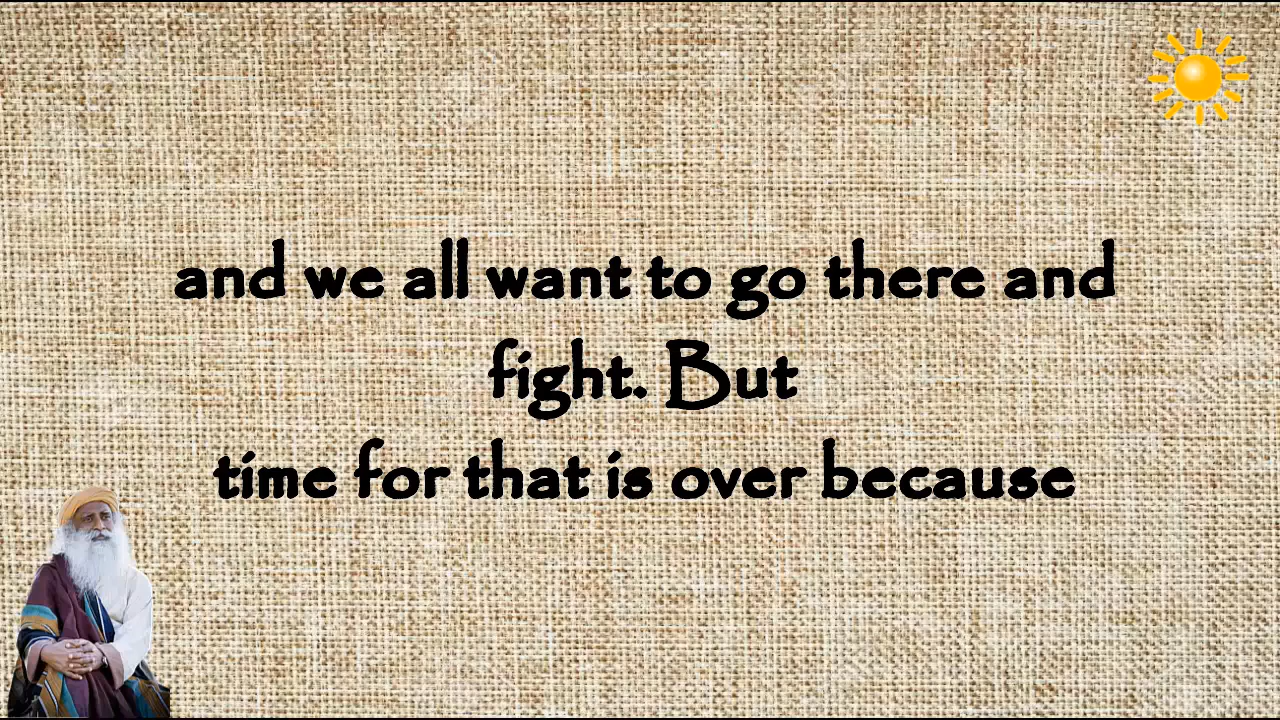 and we all want to go there and
fight. But
time for that is over because